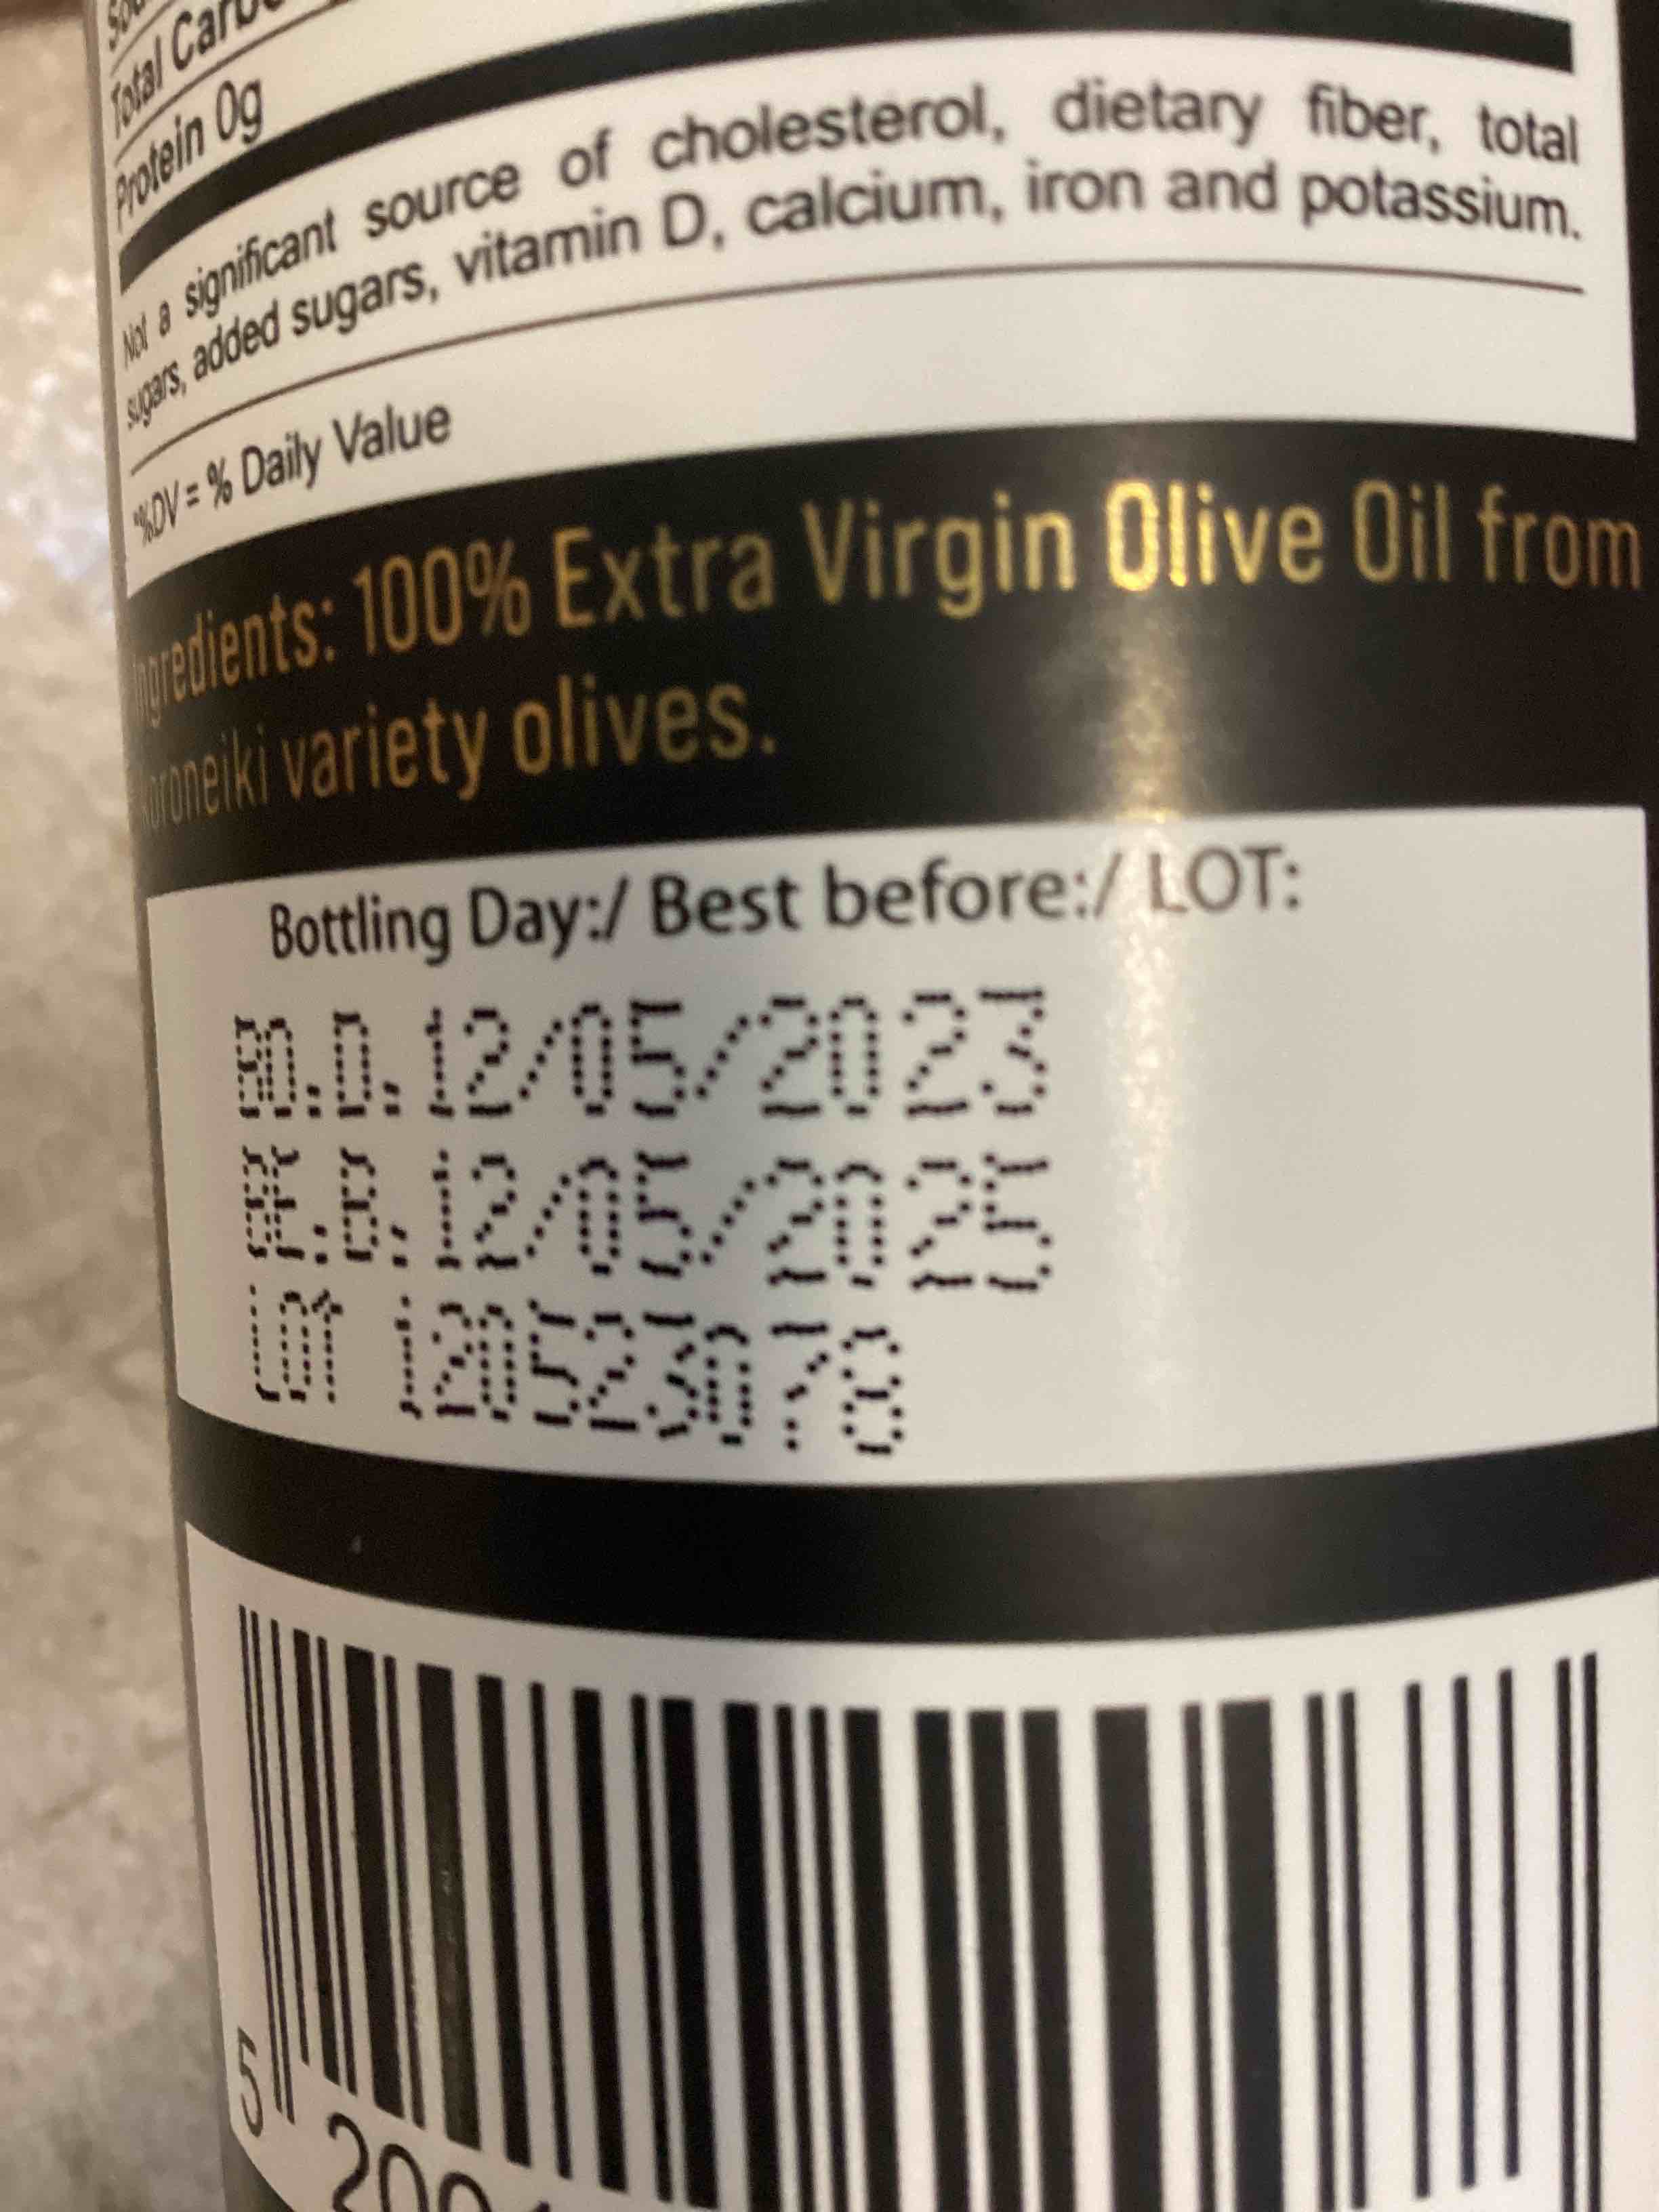 Total
Protein 0g
Not a significant source of cholesterol, dietary fiber, total
sugars, added sugars, vitamin D, calcium, iron and potassium.
*%DV = % Daily Value
Ingredients: 100% Extra Virgin Olive Oil from
Koroneiki variety olives.
Bottling Day:/ Best before:/ LOT:
BO.D.12/05/2023
BE.B.12/05/2025
LOT 120523078
5